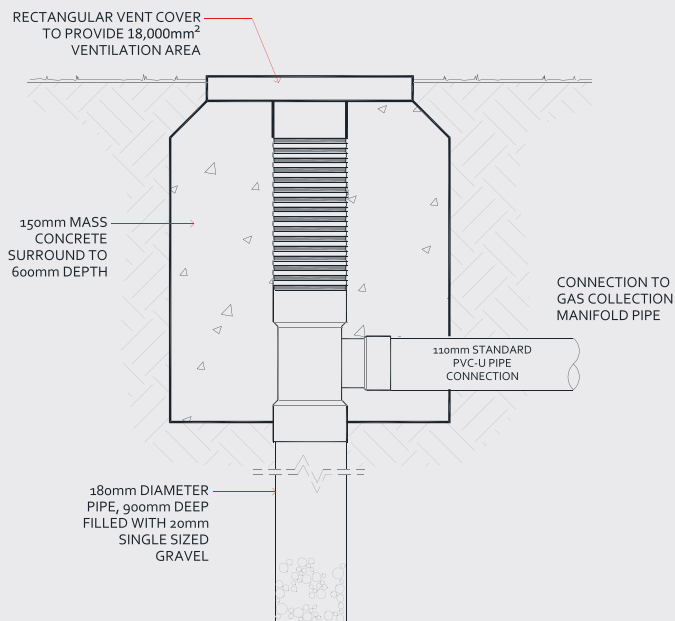 RECTANGULAR VENT COVER
TO PROVIDE 18,000mm²
VENTILATION AREA
150mm MASS
CONCRETE
SURROUND TO
600mm DEPTH
CONNECTION TO
GAS COLLECTION
MANIFOLD PIPE
110mm STANDARD
PVC-U PIPE
CONNECTION
180mm DIAMETER
PIPE, 900mm DEEP
FILLED WITH 20mm
SINGLE SIZED
GRAVEL